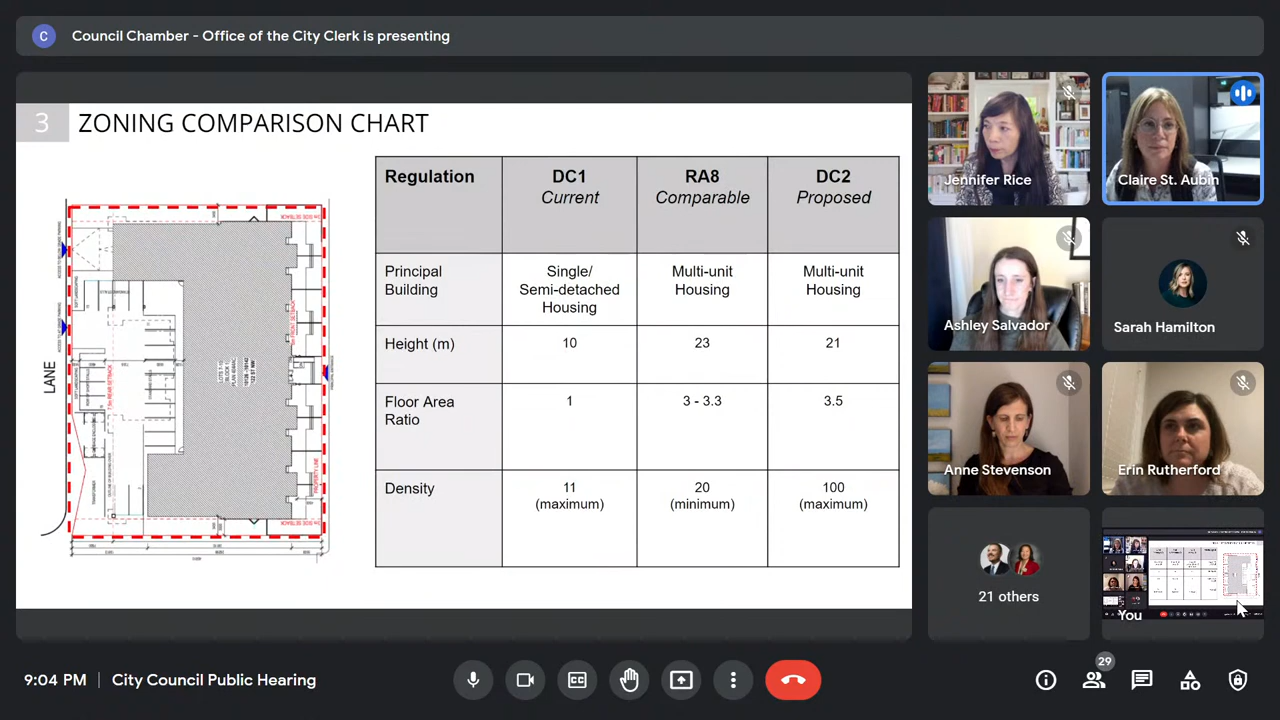 C
Council Chamber - Office of the City Clerk is presenting
3
ZONING COMPARISON CHART
LANE
Regulation
DC1
Current
RA8
Comparable
DC2
Proposed
Principal
Building
Single/
Semi-detached
Housing
Multi-unit
Housing
Multi-unit
Housing
Height (m)
10
23
21
Floor Area
Ratio
1
3 - 3.3
3.5
Density
11
(maximum)
20
(minimum)
100
(maximum)
Jennifer Rice
Claire St. Aubin
Ashley Salvador
Sarah Hamilton
Anne Stevenson
Erin Rutherford
21 others
You
9:04 PM
City Council Public Hearing
29